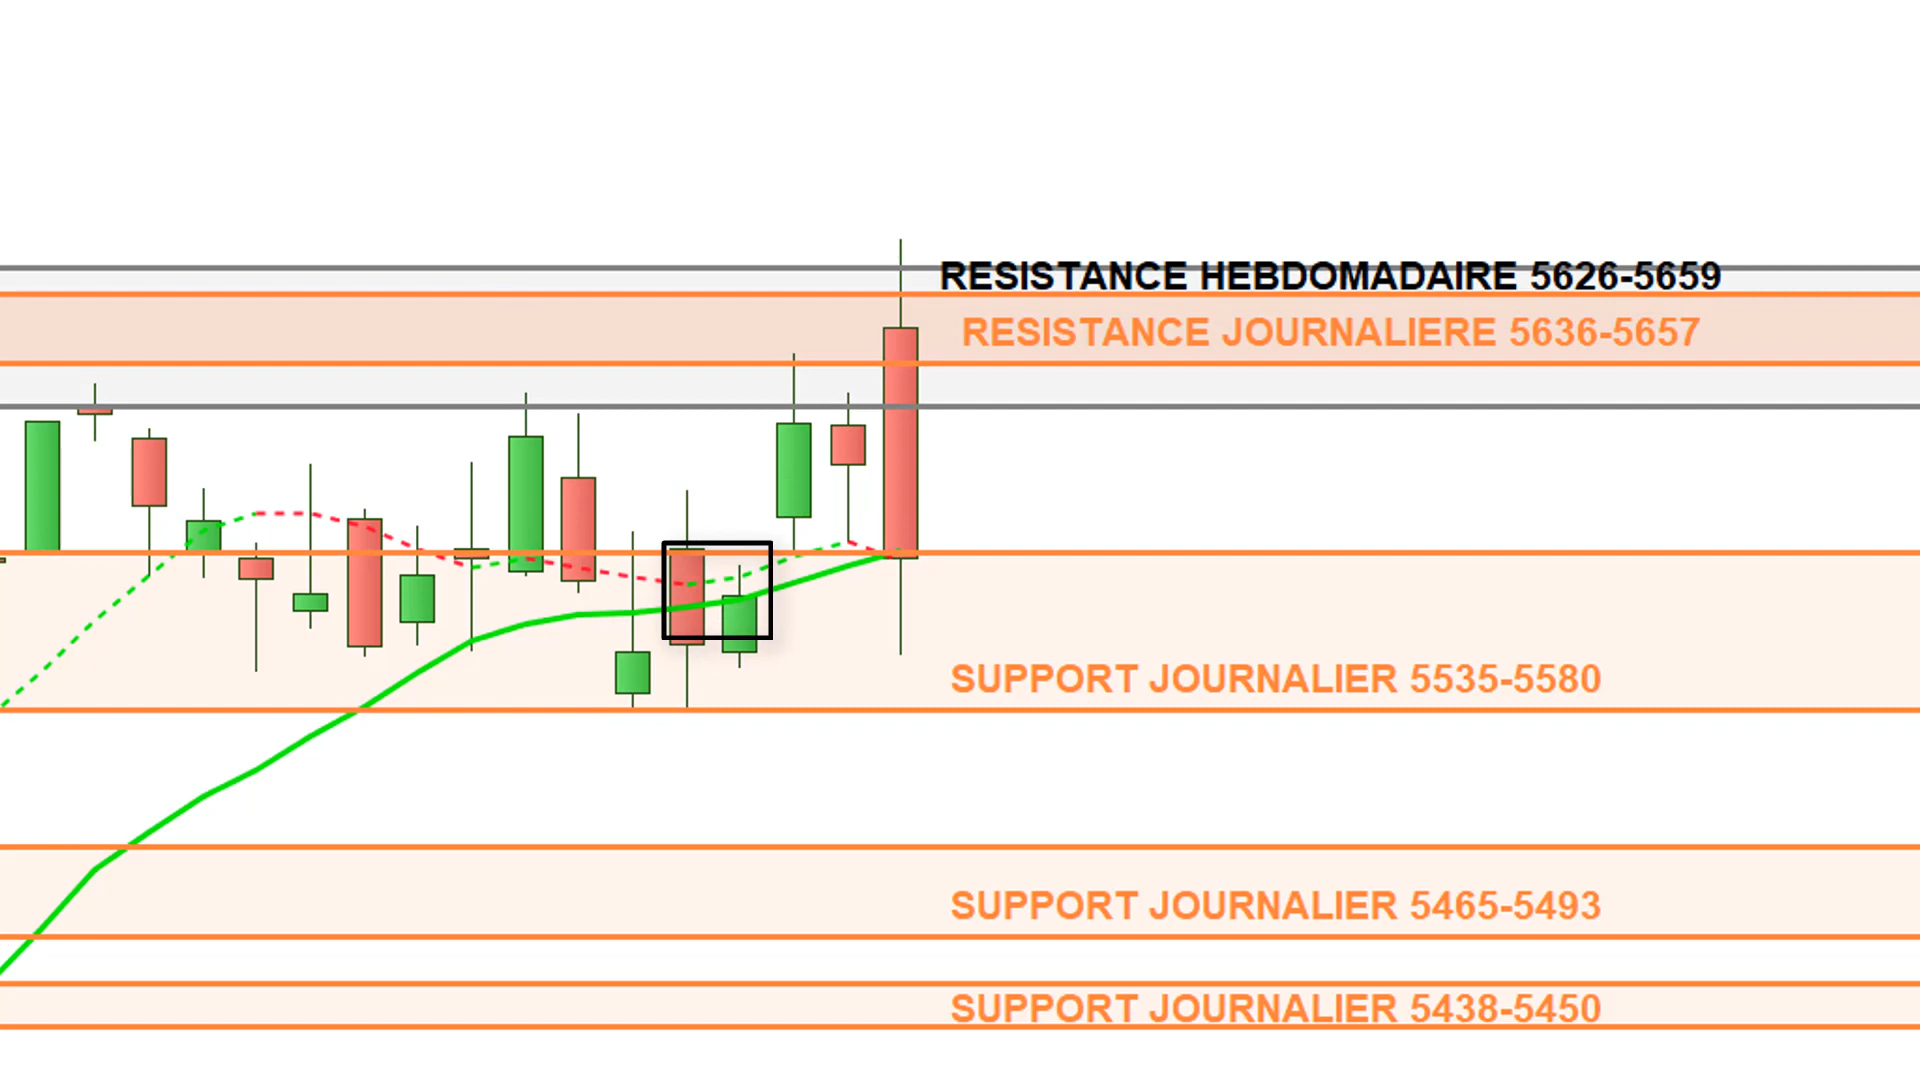 RESISTANCE HEBDOMADAIRE 5626-5659
RESISTANCE JOURNALIERE 5636-5657
SUPPORT JOURNALIER 5535-5580
SUPPORT JOURNALIER 5465-5493
SUPPORT JOURNALIER 5438-5450